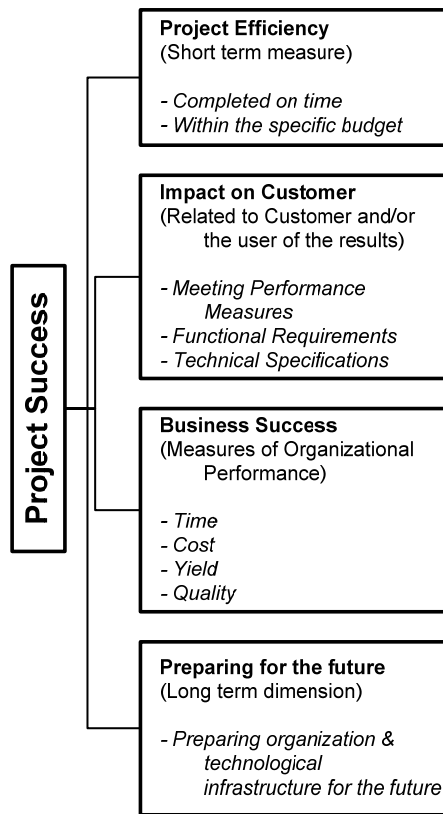 Project Success
Project Efficiency
(Short term measure)
- Completed on time
- Within the specific budget
Impact on Customer
(Related to Customer and/or
the user of the results)
- Meeting Performance
Measures
- Functional Requirements
- Technical Specifications
Business Success
(Measures of Organizational
Performance)
- Time
- Cost
- Yield
- Quality
Preparing for the future
(Long term dimension)
- Preparing organization &
technological
infrastructure for the future